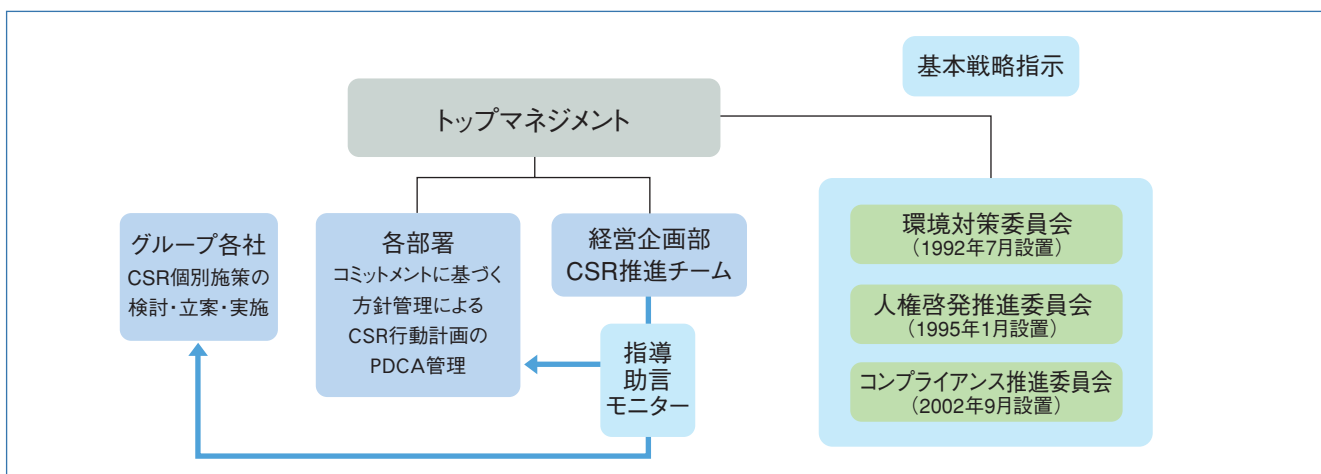 基本戦略指示
トップマネジメント
グループ各社
CSR個別施策の
検討・立案・実施
各部署
コミットメントに基づく
方針管理による
CSR行動計画の
PDCA管理
経営企画部
CSR推進チーム
指導
助言
モニター
環境対策委員会
（1992年7月設置）
人権啓発推進委員会
（1995年1月設置）
コンプライアンス推進委員会
（2002年9月設置）